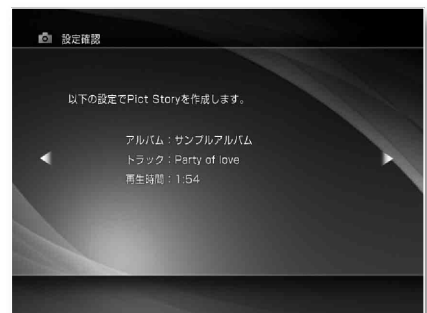 設定確認
以下の設定でPict Storyを作成します。
アルバム：サンプルアルバム
トラック：Party of love
再生時間：1:54